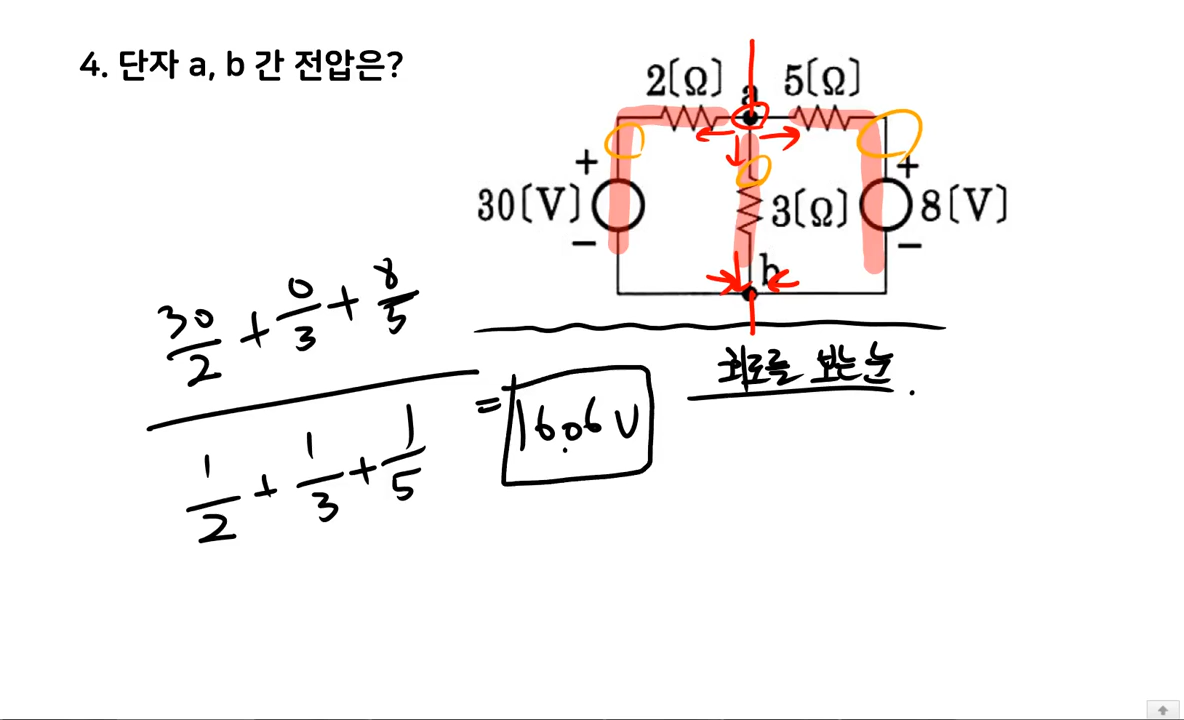 4. 단자 a, b 간 전압은?
2[Ω] a 5[Ω]
+ +
30[V] 3[Ω] 8[V]
− −
b
30/2 + 0/3 + 8/5
1/2 + 1/3 + 1/5
= 16.06 V
회로를 보는 눈.